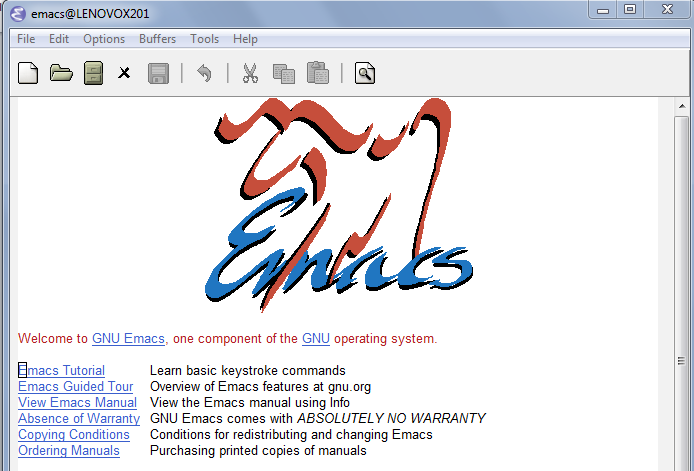 emacs@LENOVOX201
File Edit Options Buffers Tools Help
Emacs
Welcome to GNU Emacs, one component of the GNU operating system.
Emacs Tutorial Learn basic keystroke commands
Emacs Guided Tour Overview of Emacs features at gnu.org
View Emacs Manual View the Emacs manual using Info
Absence of Warranty GNU Emacs comes with ABSOLUTELY NO WARRANTY
Copying Conditions Conditions for redistributing and changing Emacs
Ordering Manuals Purchasing printed copies of manuals